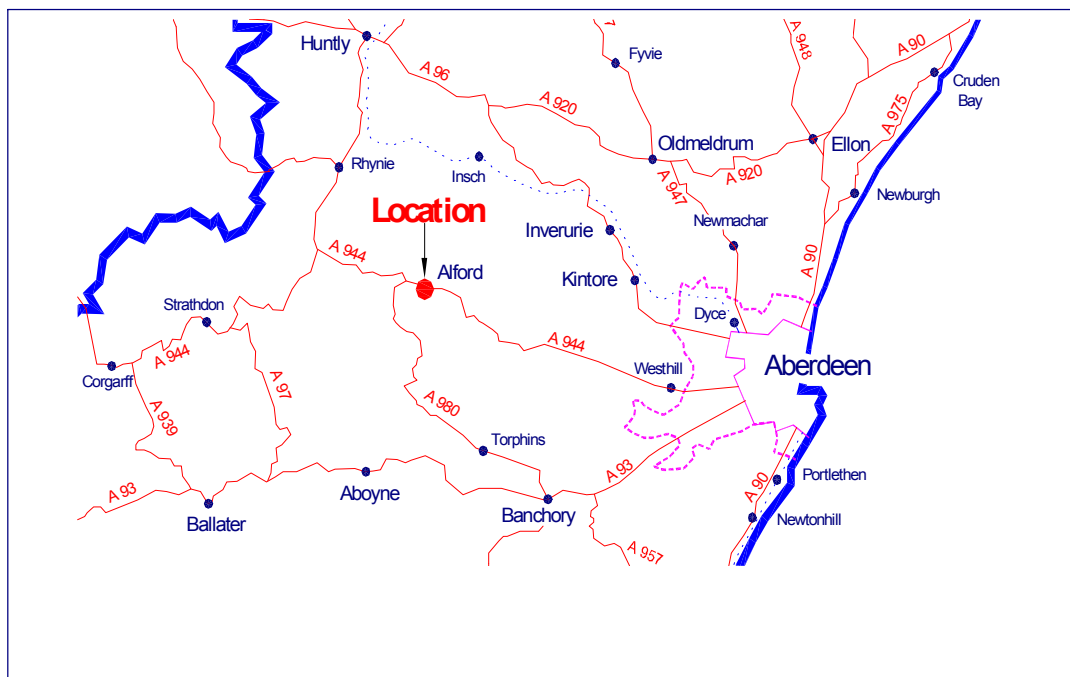 A 90
A 948
Huntly
Fyvie
A 96
Cruden
Bay
A 920
A 975
Oldmeldrum
Ellon
Rhynie
Insch
A 920
A 947
Newburgh
Location
Newmachar
Inverurie
A 944
Alford
A 90
Kintore
Strathdon
Dyce
A 944
A 944
Corgarff
Westhill
Aberdeen
A 97
A 939
A 980
Torphins
A 93
Portlethen
A 93
Aboyne
A 90
Ballater
Banchory
Newtonhill
A 957